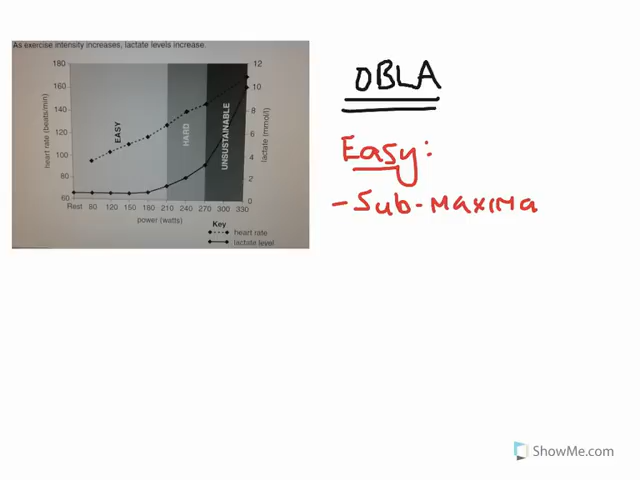 As exercise intensity increases, lactate levels increase.
180
160
140
120
100
80
60
heart rate (beats/min)
EASY
HARD
UNSUSTAINABLE
12
10
8
6
4
2
0
lactate (mmol/l)
Rest 80 120 150 180 210 240 270 300 330
power (watts)
Key
heart rate
lactate level
OBLA
Easy:
- Sub-maxima
ShowMe.com